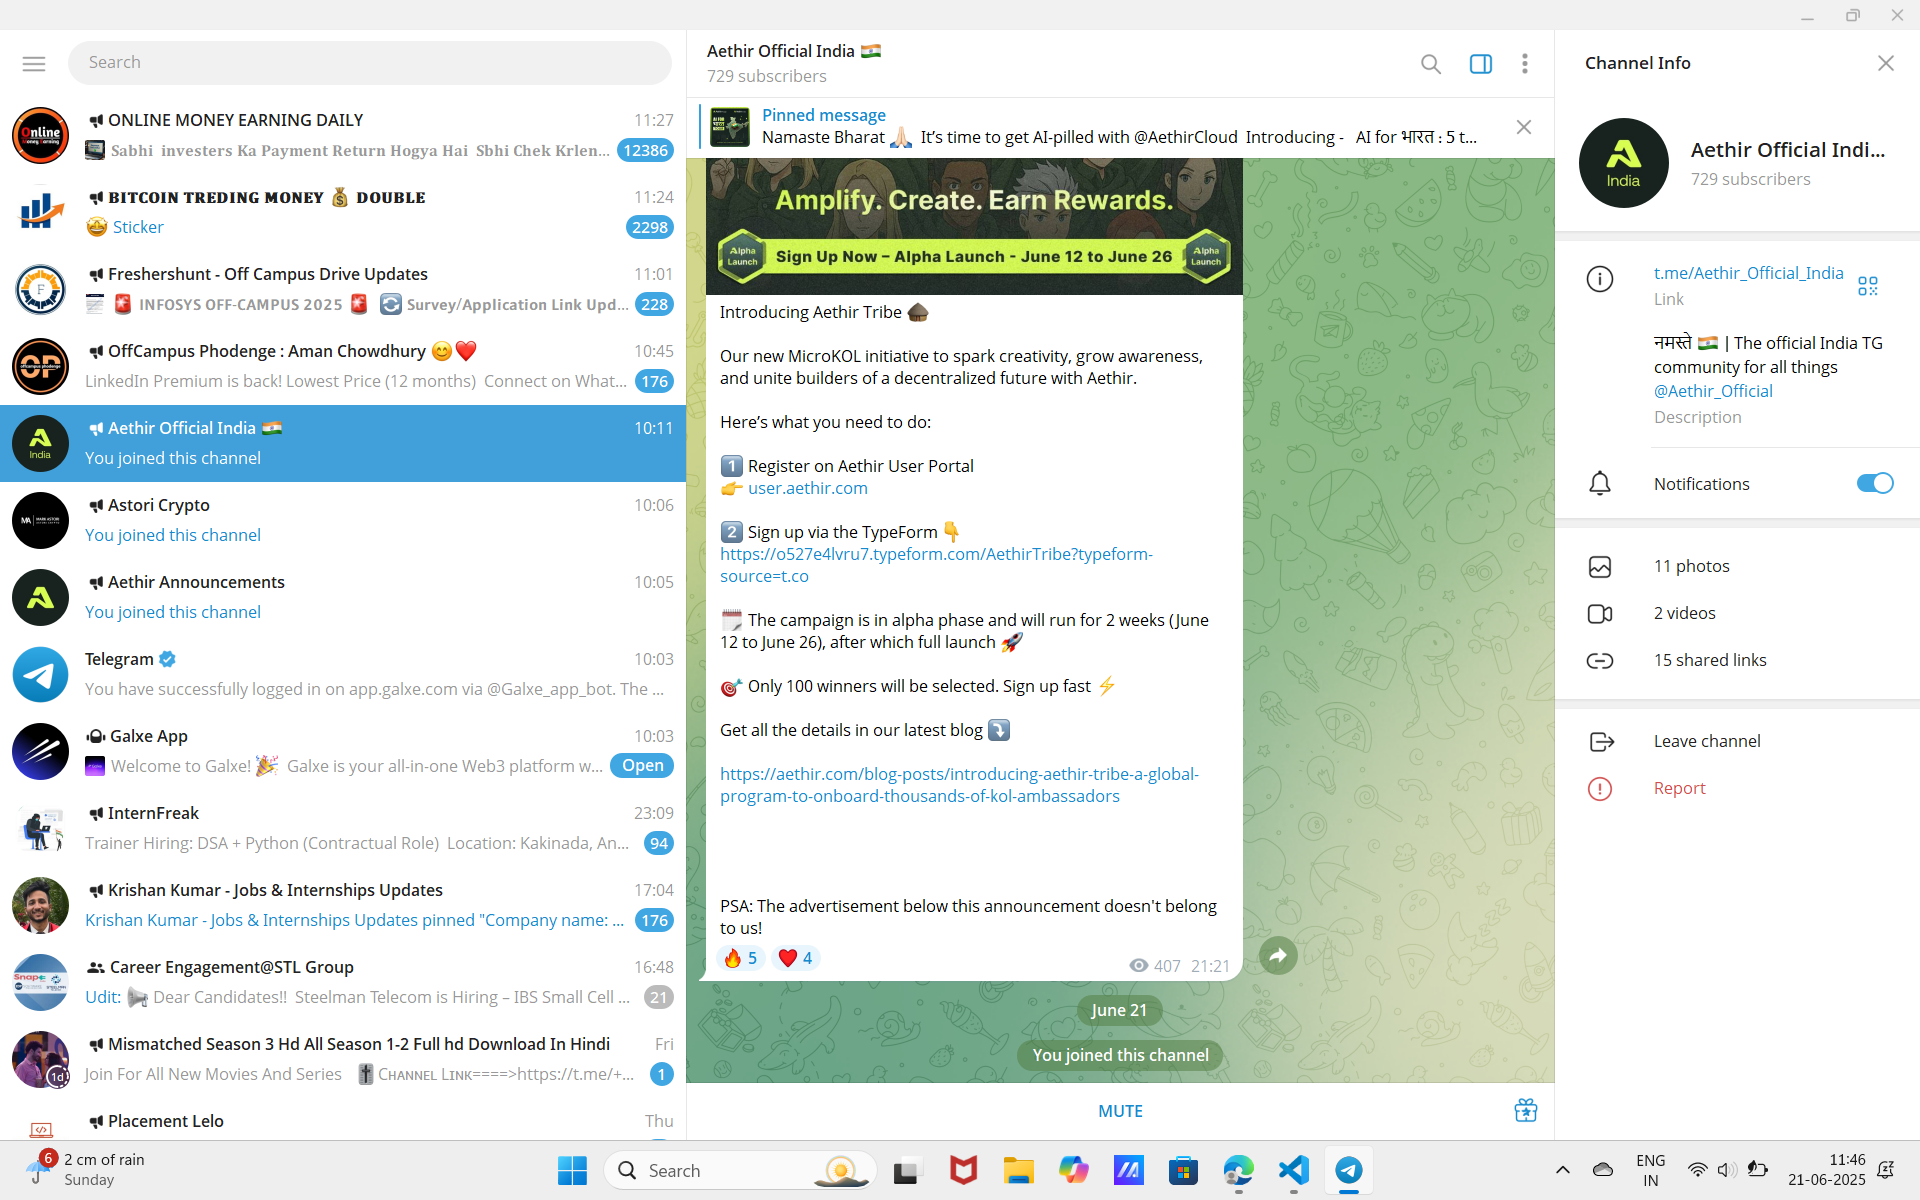 Search
ONLINE MONEY EARNING DAILY 11:27
Sabhi investers Ka Payment Return Hogya Hai Sbhi Chek Krlen... 12386
BITCOIN TREDING MONEY 💰 DOUBLE 11:24
🤩 Sticker 2298
Freshershunt - Off Campus Drive Updates 11:01
🚨 INFOSYS OFF-CAMPUS 2025 🚨 🔄 Survey/Application Link Upd... 228
OffCampus Phodenge : Aman Chowdhury 😊❤️ 10:45
LinkedIn Premium is back! Lowest Price (12 months) Connect on What... 176
Aethir Official India 🇮🇳 10:11
You joined this channel
Astori Crypto 10:06
You joined this channel
Aethir Announcements 10:05
You joined this channel
Telegram 10:03
You have successfully logged in on app.galxe.com via @Galxe_app_bot. The ...
Galxe App 10:03
Welcome to Galxe! 🎉 Galxe is your all-in-one Web3 platform w... Open
InternFreak 23:09
Trainer Hiring: DSA + Python (Contractual Role) Location: Kakinada, An... 94
Krishan Kumar - Jobs & Internships Updates 17:04
Krishan Kumar - Jobs & Internships Updates pinned "Company name: ... 176
Career Engagement@STL Group 16:48
Udit: 📢 Dear Candidates!! Steelman Telecom is Hiring – IBS Small Cell ... 21
Mismatched Season 3 Hd All Season 1-2 Full hd Download In Hindi Fri
1d
Join For All New Movies And Series Channel Link====>https://t.me/+... 1
Placement Lelo Thu
Aethir Official India 🇮🇳
729 subscribers
Pinned message
Namaste Bharat 🙏🏻 It’s time to get AI-pilled with @AethirCloud Introducing - AI for भारत : 5 t...
Amplify. Create. Earn Rewards.
Alpha Launch
Sign Up Now – Alpha Launch - June 12 to June 26
Alpha Launch
Introducing Aethir Tribe 🛖
Our new MicroKOL initiative to spark creativity, grow awareness,
and unite builders of a decentralized future with Aethir.
Here’s what you need to do:
1️⃣ Register on Aethir User Portal
👉 user.aethir.com
2️⃣ Sign up via the TypeForm 👇
https://o527e4lvru7.typeform.com/AethirTribe?typeform-
source=t.co
🗓 The campaign is in alpha phase and will run for 2 weeks (June
12 to June 26), after which full launch 🚀
🎯 Only 100 winners will be selected. Sign up fast ⚡
Get all the details in our latest blog ⤵️
https://aethir.com/blog-posts/introducing-aethir-tribe-a-global-
program-to-onboard-thousands-of-kol-ambassadors
PSA: The advertisement below this announcement doesn't belong
to us!
🔥 5 ❤️ 4 407 21:21
June 21
You joined this channel
MUTE
Channel Info
India
Aethir Official Indi...
729 subscribers
t.me/Aethir_Official_India
Link
नमस्ते 🇮🇳 | The official India TG
community for all things
@Aethir_Official
Description
Notifications
11 photos
2 videos
15 shared links
Leave channel
Report
6
2 cm of rain
Sunday
Search
ENG
IN
11:46
21-06-2025